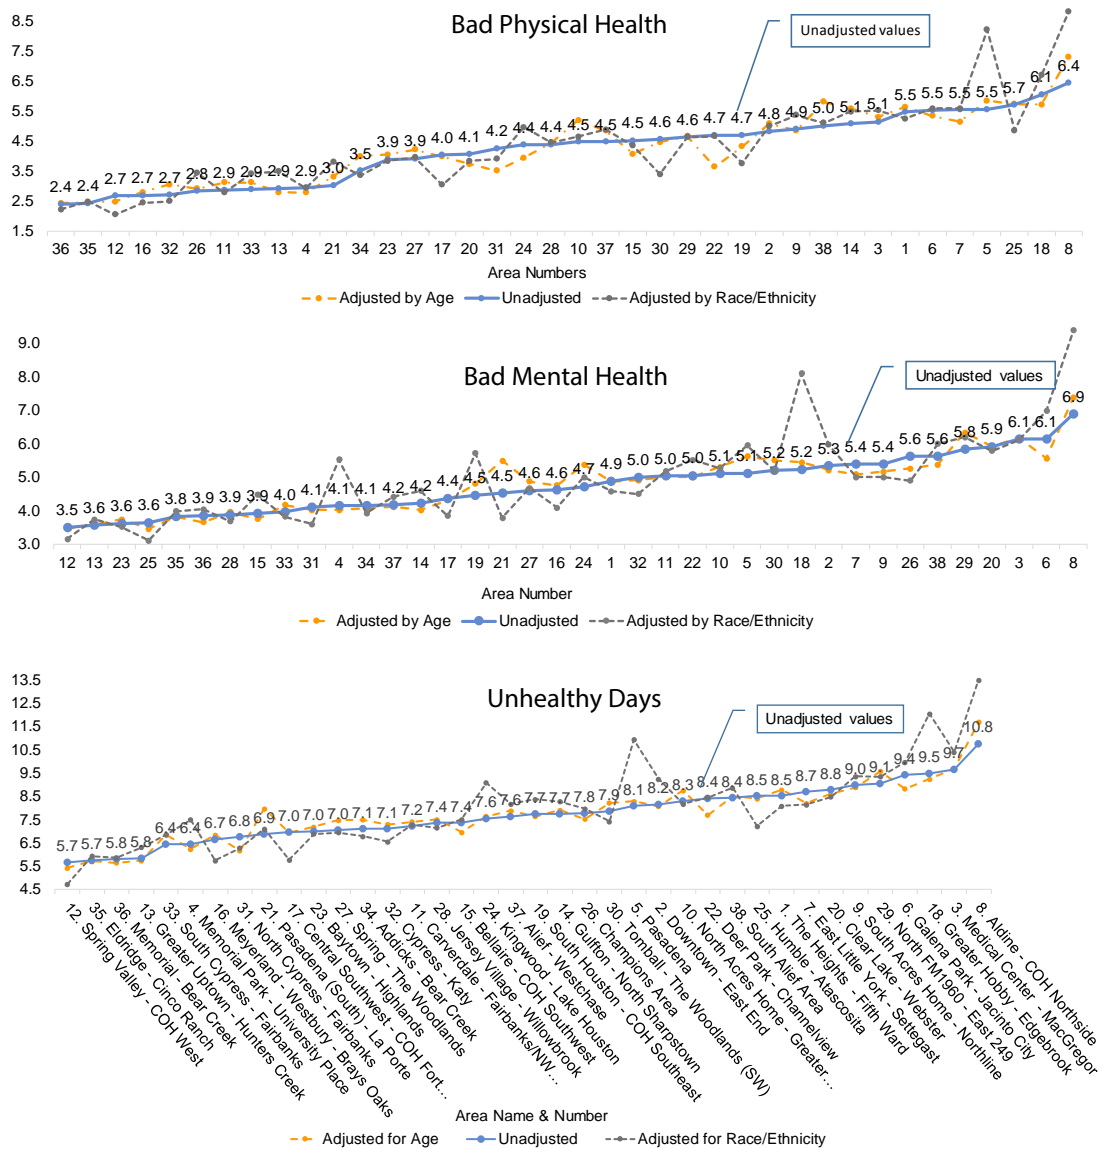 Bad Physical Health
Unadjusted values
8.5
7.5
6.5
5.5
4.5
3.5
2.5
1.5
2.4 2.4 2.7 2.7 2.7 2.8 2.9 2.9 2.9 2.9 3.0 3.5 3.9 3.9 4.0 4.1 4.2 4.4 4.4 4.5 4.5 4.5 4.6 4.6 4.7 4.7 4.8 4.9 5.0 5.1 5.1 5.5 5.5 5.5 5.5 5.7 6.1 6.4
36 35 12 16 32 26 11 33 13 4 21 34 23 27 17 20 31 24 28 10 37 15 30 29 22 19 2 9 38 14 3 1 6 7 5 25 18 8
Area Numbers
Adjusted by Age Unadjusted Adjusted by Race/Ethnicity
Bad Mental Health
Unadjusted values
9.0
8.0
7.0
6.0
5.0
4.0
3.0
3.5 3.6 3.6 3.6 3.8 3.9 3.9 3.9 4.0 4.1 4.1 4.1 4.2 4.2 4.4 4.5 4.5 4.6 4.6 4.7 4.9 5.0 5.0 5.0 5.1 5.1 5.2 5.2 5.3 5.4 5.4 5.6 5.6 5.8 5.9 6.1 6.1 6.9
12 13 23 25 35 36 28 15 33 31 4 34 37 14 17 19 21 27 16 24 1 32 11 22 10 5 30 18 2 7 9 26 38 29 20 3 6 8
Area Number
Adjusted by Age Unadjusted Adjusted by Race/Ethnicity
Unhealthy Days
Unadjusted values
13.5
12.5
11.5
10.5
9.5
8.5
7.5
6.5
5.5
4.5
5.7 5.7 5.8 5.8 6.4 6.4 6.7 6.8 6.9 7.0 7.0 7.0 7.1 7.1 7.2 7.4 7.4 7.6 7.6 7.7 7.7 7.8 7.9 8.1 8.2 8.3 8.4 8.4 8.5 8.5 8.7 8.8 9.0 9.1 9.4 9.5 9.7 10.8
12. Spring Valley - COH West
35. Eldridge - Cinco Ranch
36. Memorial - Bear Creek
13. Greater Uptown - Hunters Creek
33. South Cypress - Fairbanks
4. Memorial Park - University Place
16. Meyerland - Westbury - Brays Oaks
31. North Cypress - Fairbanks
21. Pasadena (South) - La Porte
17. Central Southwest - COH Fort…
23. Baytown - Highlands
27. Spring - The Woodlands
34. Addicks - Bear Creek
32. Cypress - Katy
11. Carverdale - Fairbanks/NW…
28. Jersey Village - Willowbrook
15. Bellaire - COH Southwest
24. Kingwood - Lake Houston
37. Alief - Westchase
19. South Houston - COH Southeast
14. Gulfton - North Sharpstown
26. Champions Area
30. Tomball - The Woodlands (SW)
5. Pasadena
2. Downtown - East End
10. North Acres Home - Greater…
22. Deer Park - Channelview
38. South Alief Area
25. Humble - Atascosita
1. The Heights - Fifth Ward
7. East Little York - Settegast
20. Clear Lake - Webster
9. South Acres Home - Northline
29. North FM1960 - East 249
6. Galena Park - Jacinto City
18. Greater Hobby - Edgebrook
3. Medical Center - MacGregor
8. Aldine - COH Northside
Area Name & Number
Adjusted for Age Unadjusted Adjusted for Race/Ethnicity